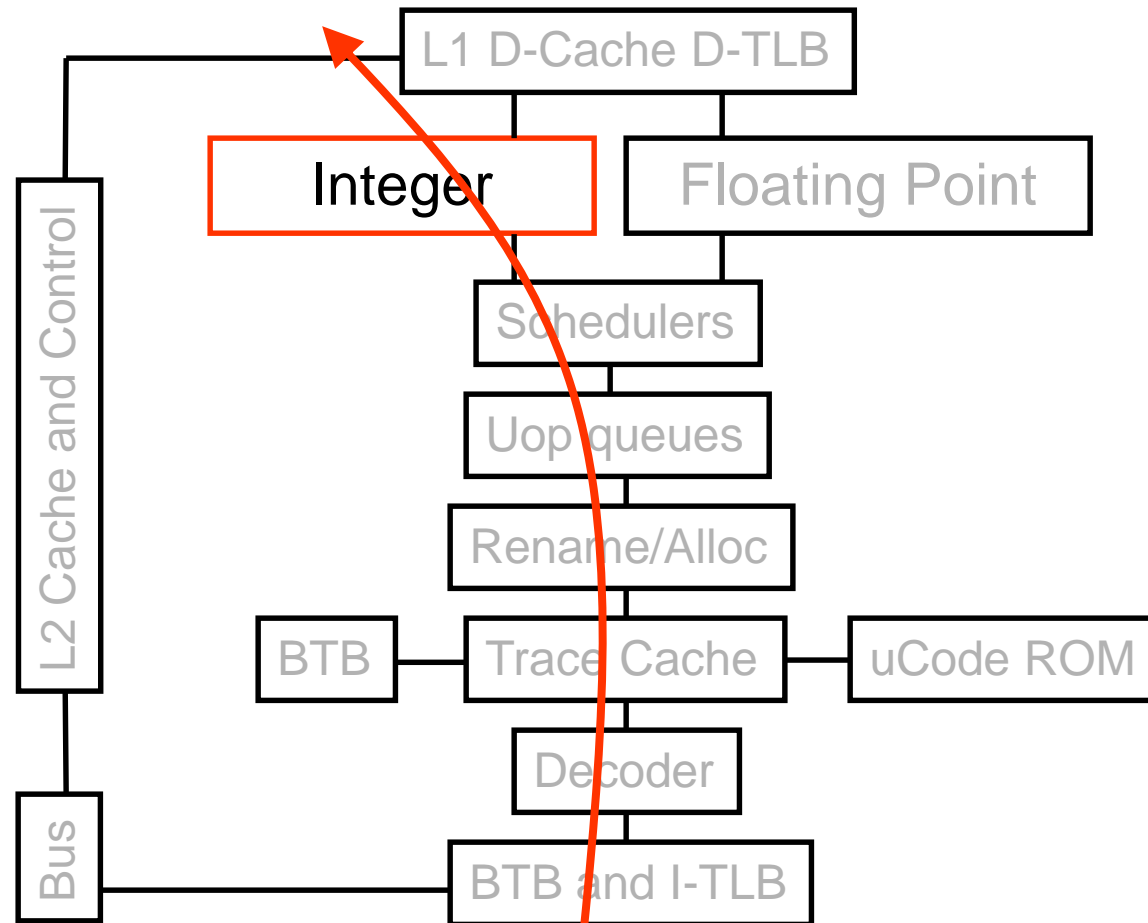 L1 D-Cache D-TLB
Integer
Floating Point
L2 Cache and Control
Schedulers
Uop queues
Rename/Alloc
BTB
Trace Cache
uCode ROM
Decoder
Bus
BTB and I-TLB